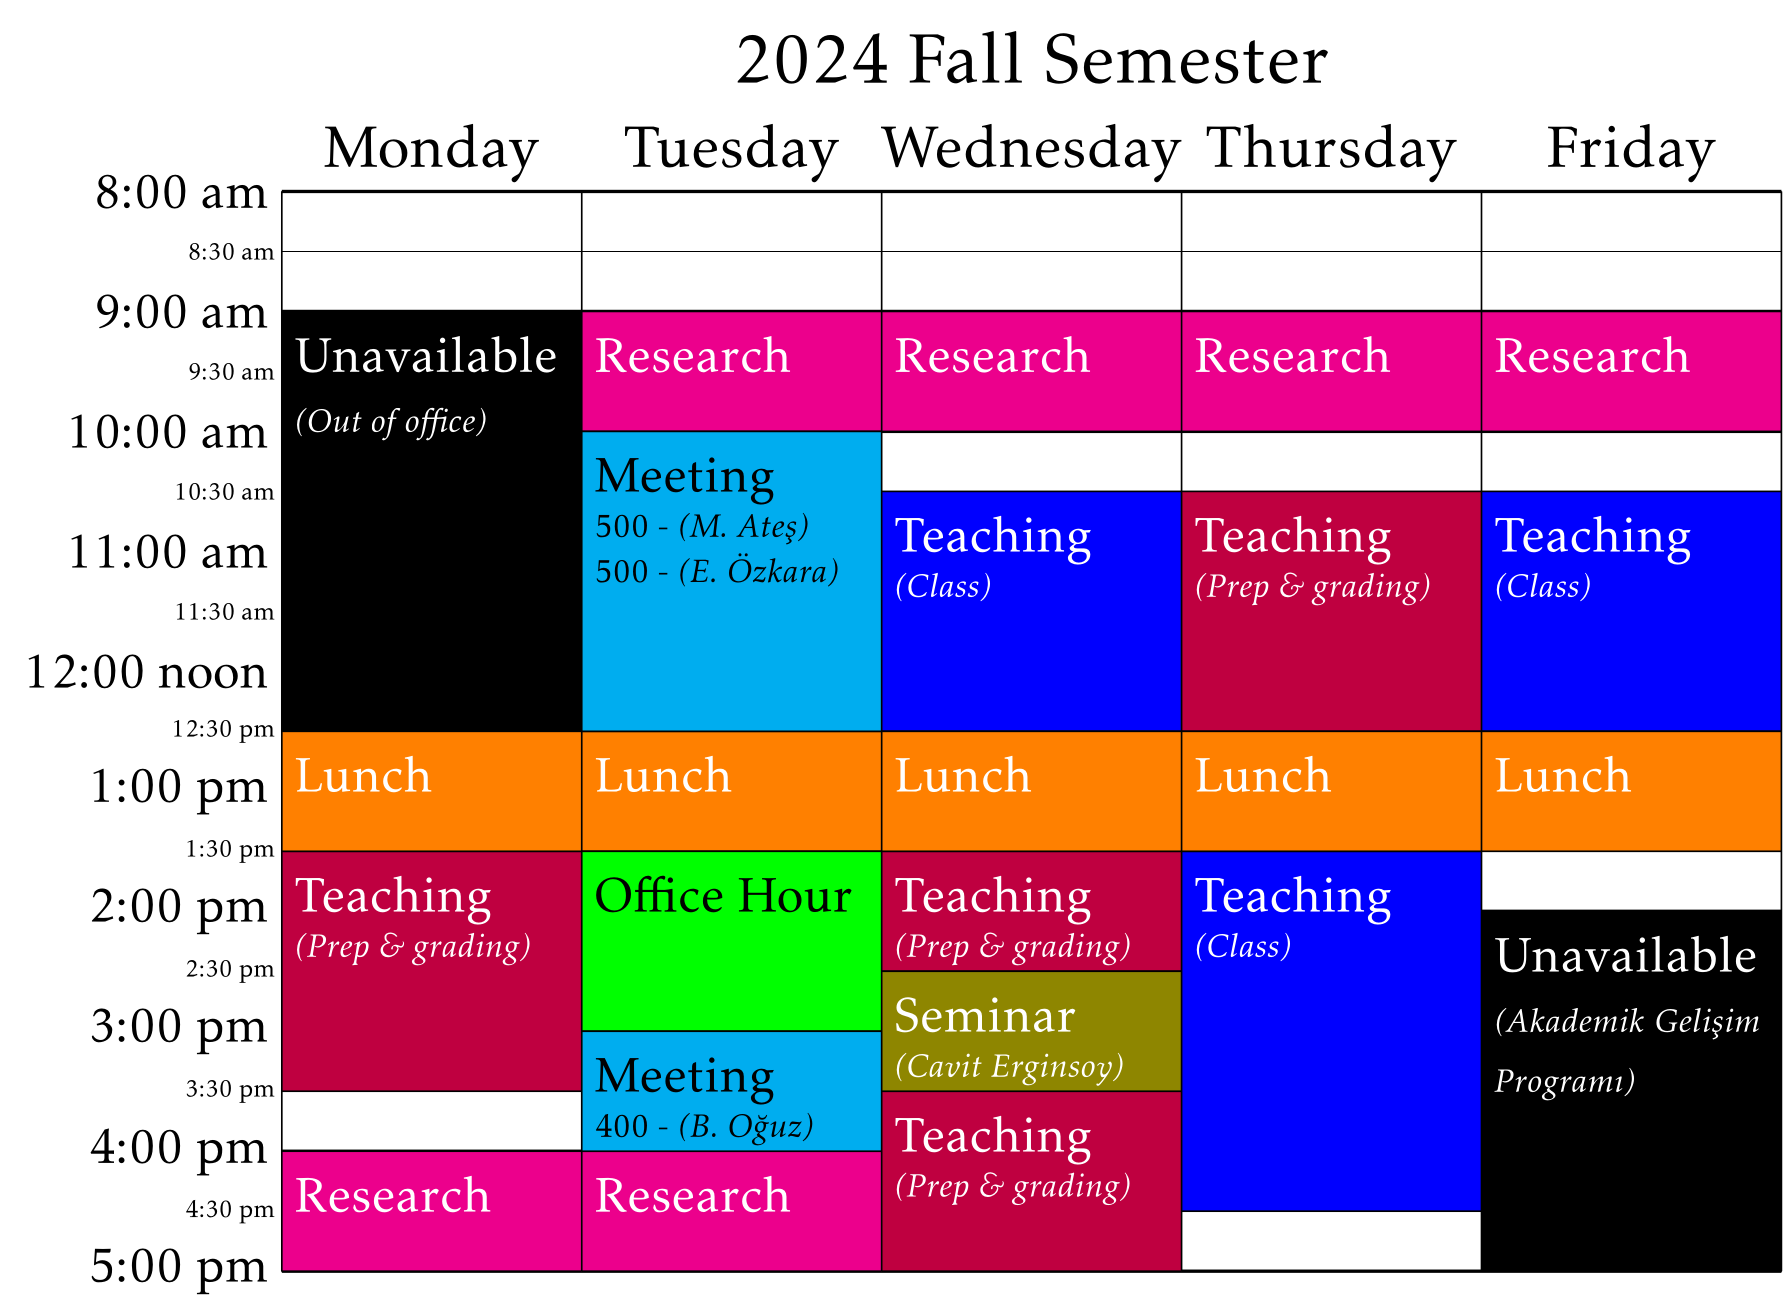 2024 Fall Semester
Monday Tuesday Wednesday Thursday Friday
8:00 am
8:30 am
9:00 am
9:30 am
10:00 am
10:30 am
11:00 am
11:30 am
12:00 noon
12:30 pm
1:00 pm
1:30 pm
2:00 pm
2:30 pm
3:00 pm
3:30 pm
4:00 pm
4:30 pm
5:00 pm
Unavailable
(Out of office)
Lunch
Teaching
(Prep & grading)
Research
Research
Meeting
500 - (M. Ateş)
500 - (E. Özkara)
Lunch
Office Hour
Meeting
400 - (B. Oğuz)
Research
Research
Teaching
(Class)
Lunch
Teaching
(Prep & grading)
Seminar
(Cavit Erginsoy)
Teaching
(Prep & grading)
Research
Teaching
(Prep & grading)
Lunch
Teaching
(Class)
Research
Teaching
(Class)
Lunch
Unavailable
(Akademik Gelişim
Programı)